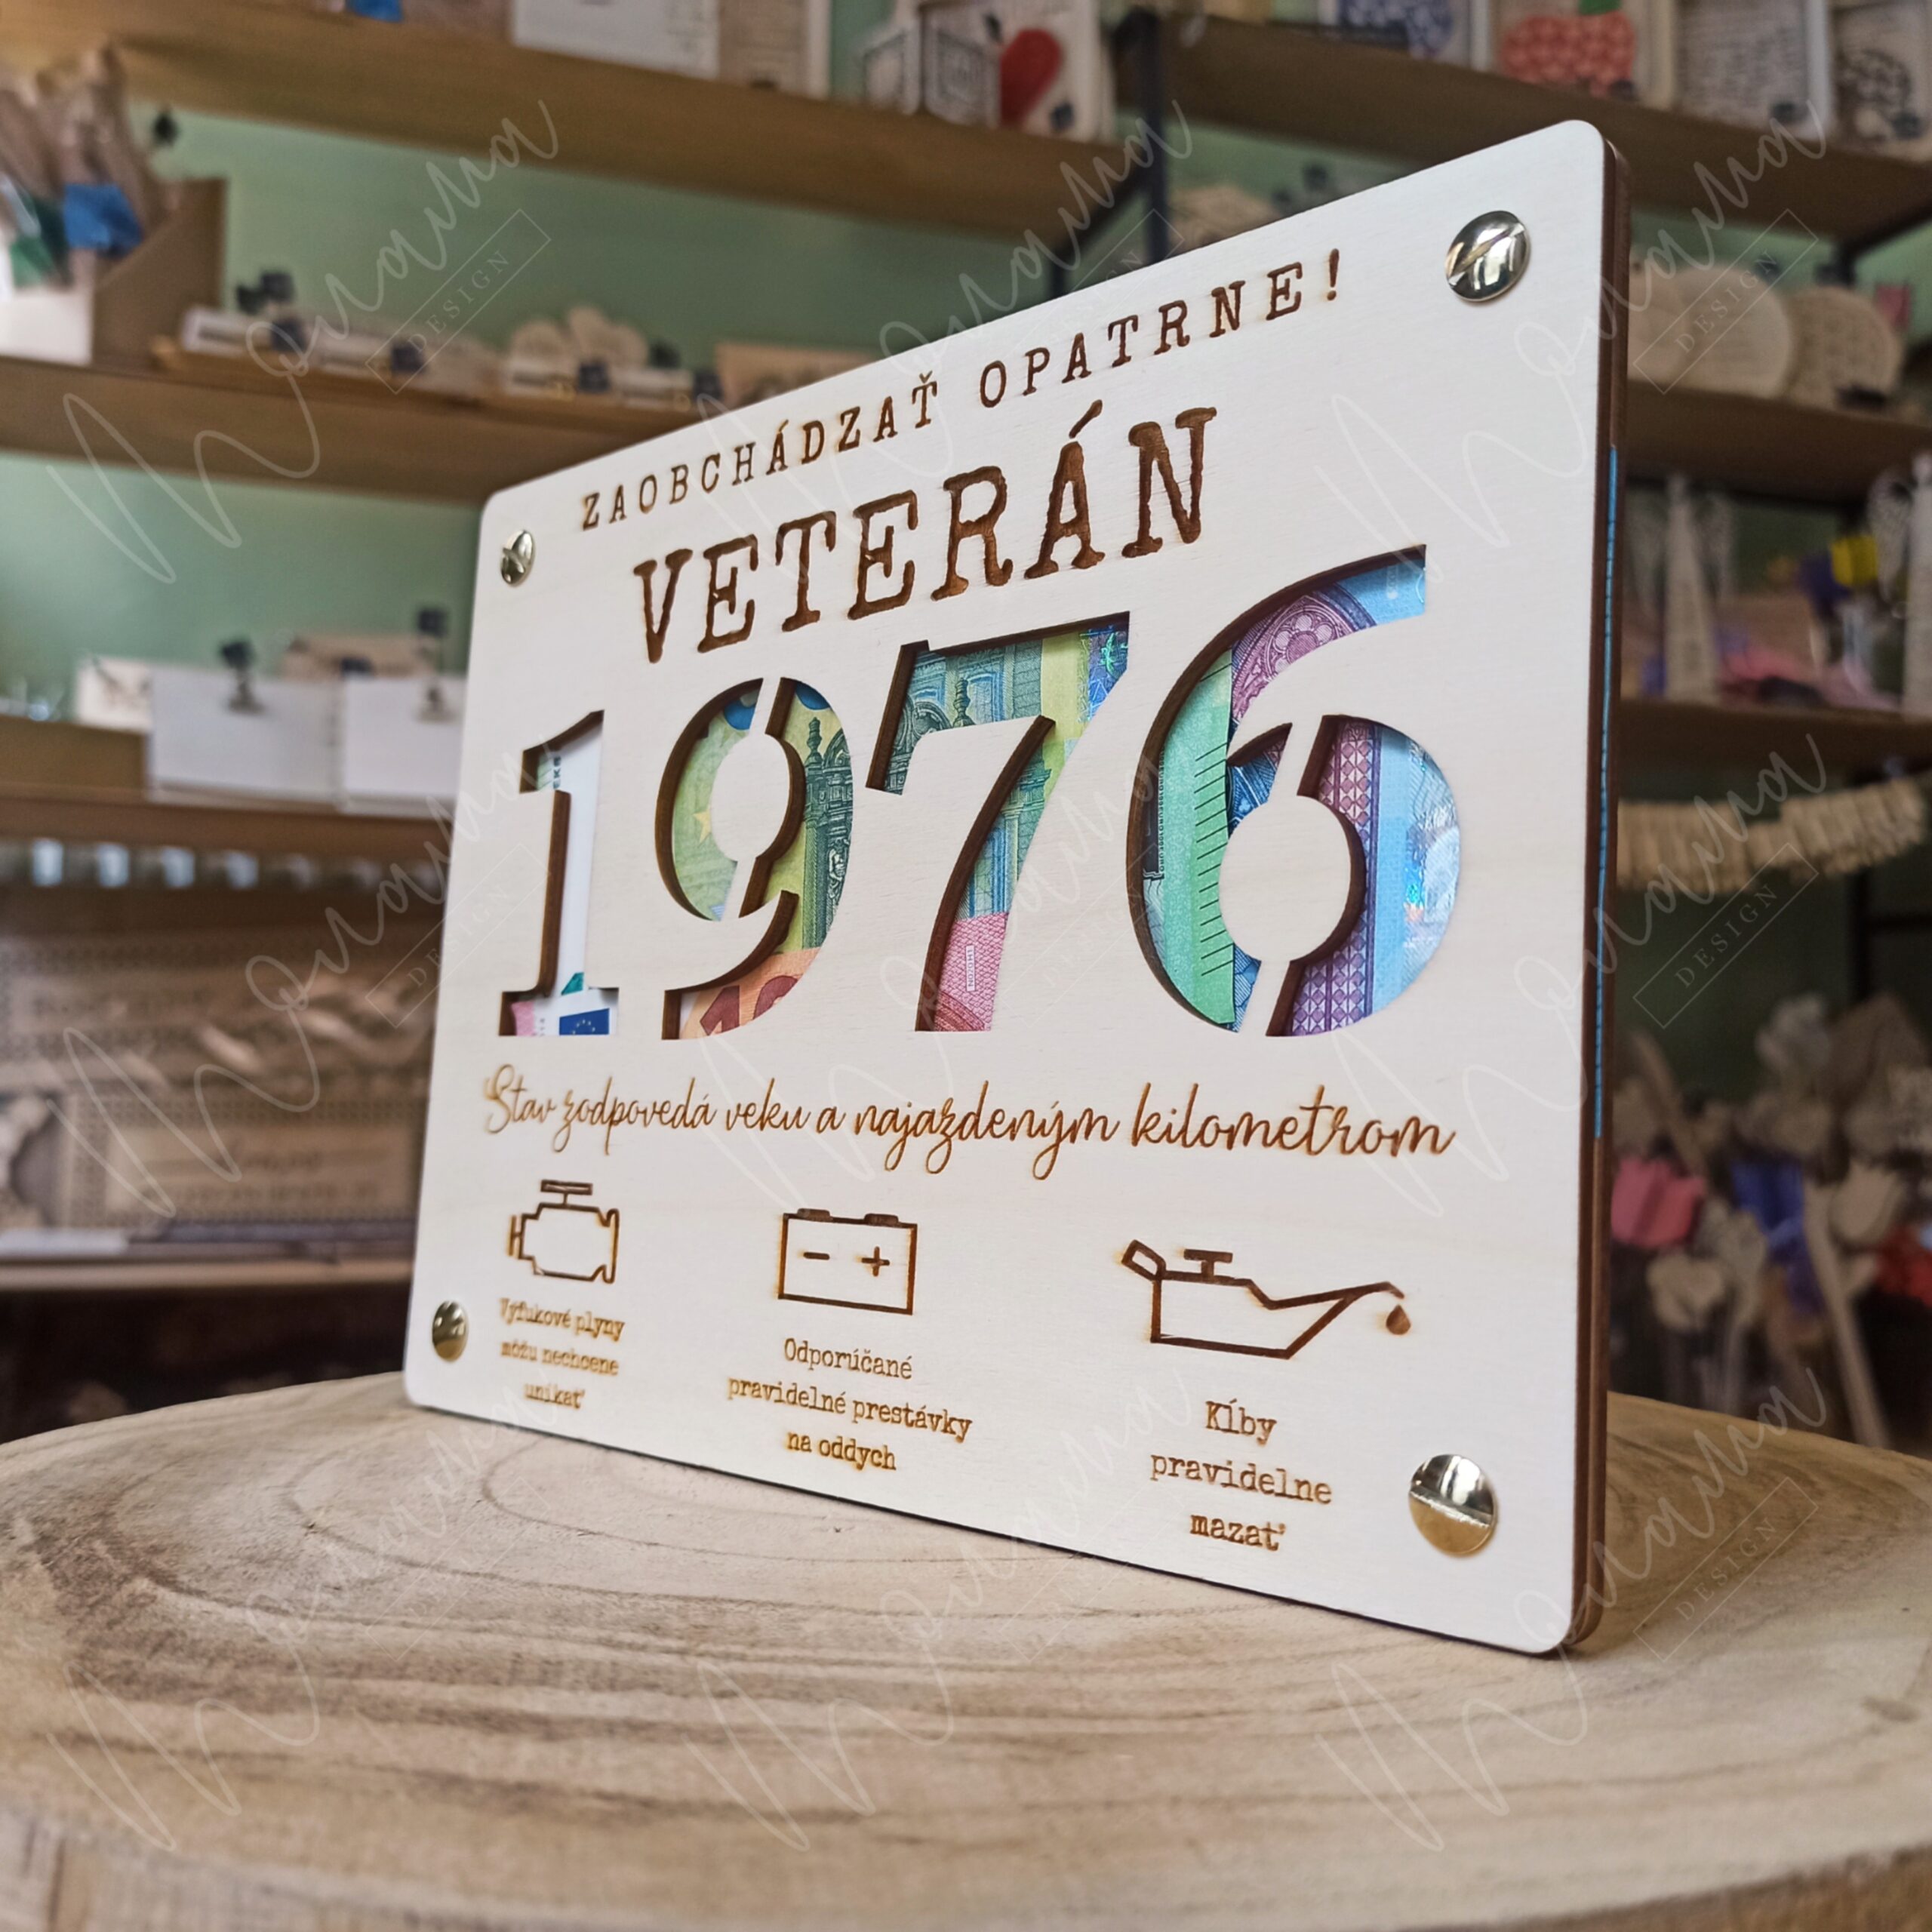 ZAOBCHÁDZAŤ OPATRNE!
VETERÁN
1976
Stav zodpovedá veku a najazdeným kilometrom
Výfukové plyny
môžu nechcene
unikať
- +
Odporúčané
pravidelné prestávky
na oddych
Kĺby
pravidelne
mazať
DESIGN